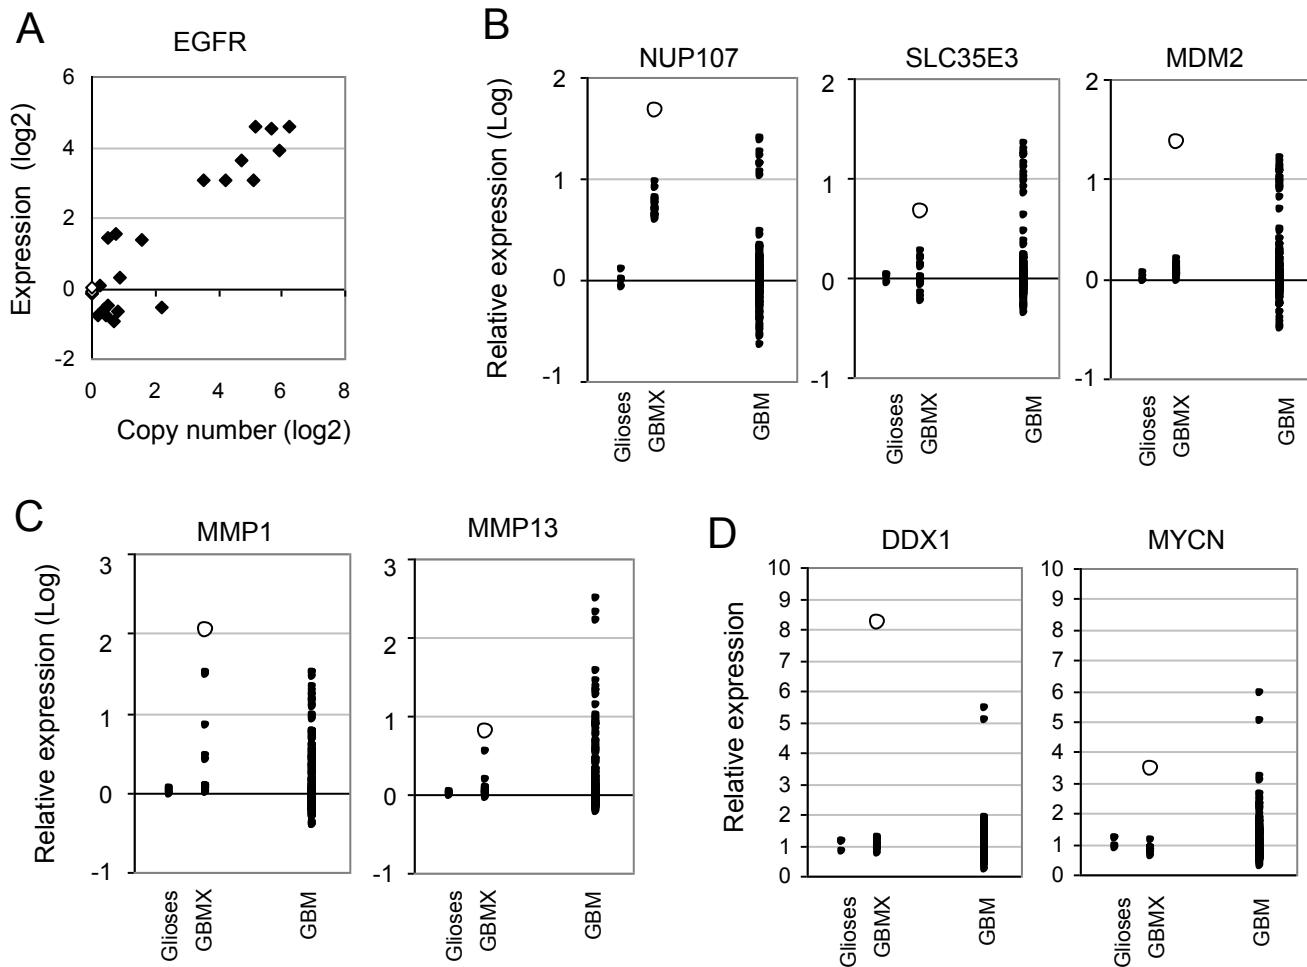 A
EGFR
Expression (log2)
6
4
2
0
-2
0 2 4 6 8
Copy number (log2)
B
NUP107
SLC35E3
MDM2
Relative expression (Log)
2
1
0
-1
2
1
0
-1
2
1
0
-1
Glioses
GBMX
GBM
Glioses
GBMX
GBM
Glioses
GBMX
GBM
C
MMP1
MMP13
Relative expression (Log)
3
2
1
0
-1
3
2
1
0
-1
Glioses
GBMX
GBM
Glioses
GBMX
GBM
D
DDX1
MYCN
Relative expression
10
9
8
7
6
5
4
3
2
1
0
10
9
8
7
6
5
4
3
2
1
0
Glioses
GBMX
GBM
Glioses
GBMX
GBM